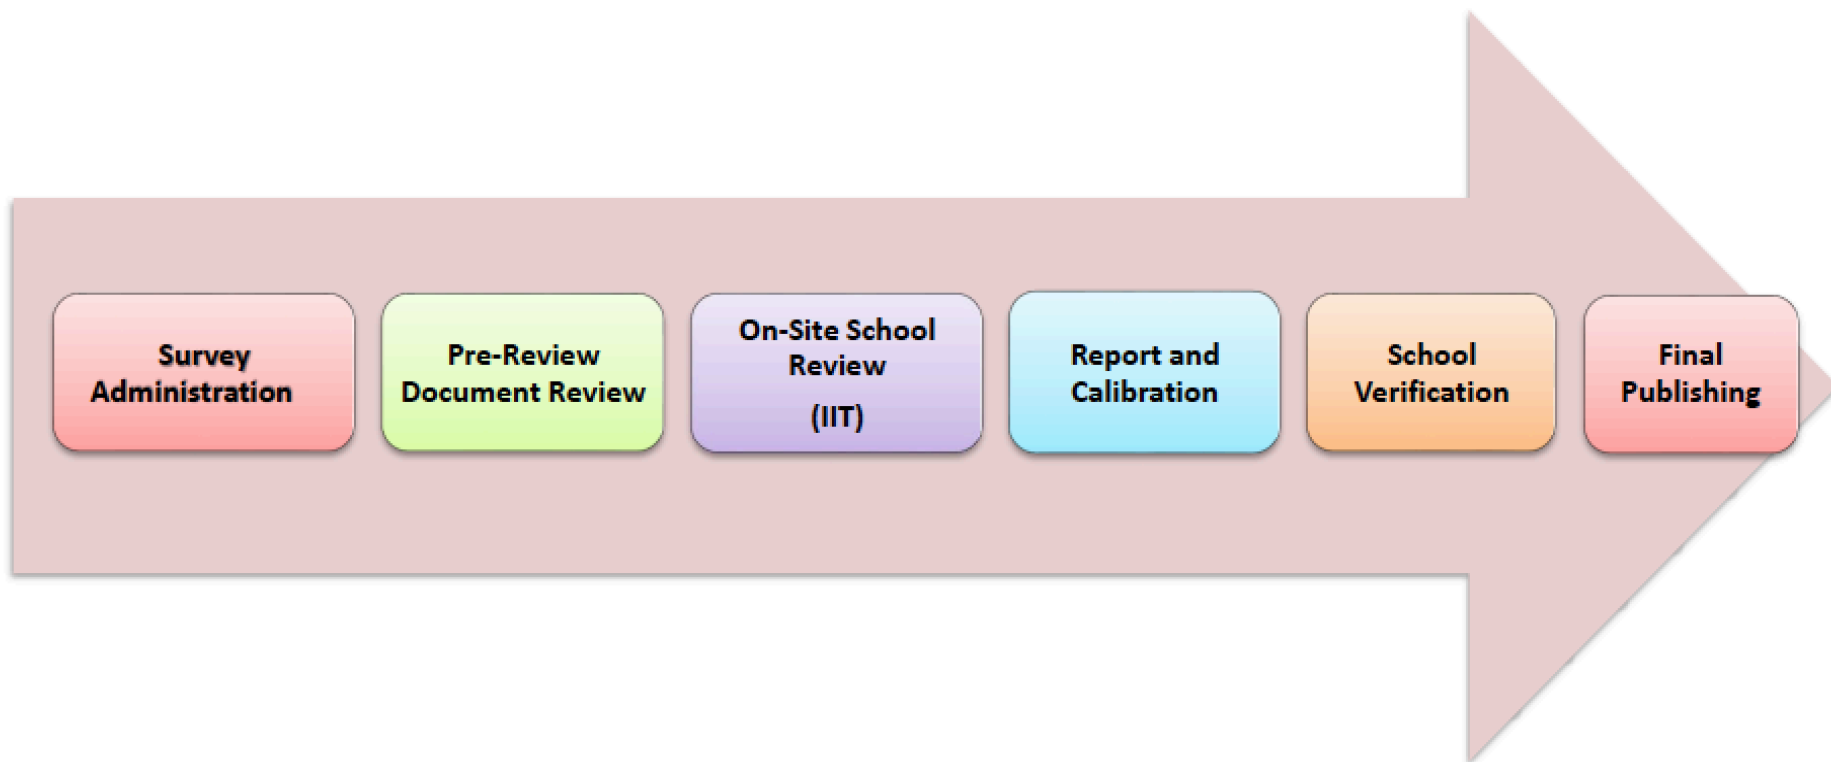 Survey
Administration
Pre-Review
Document Review
On-Site School
Review
(IIT)
Report and
Calibration
School
Verification
Final
Publishing